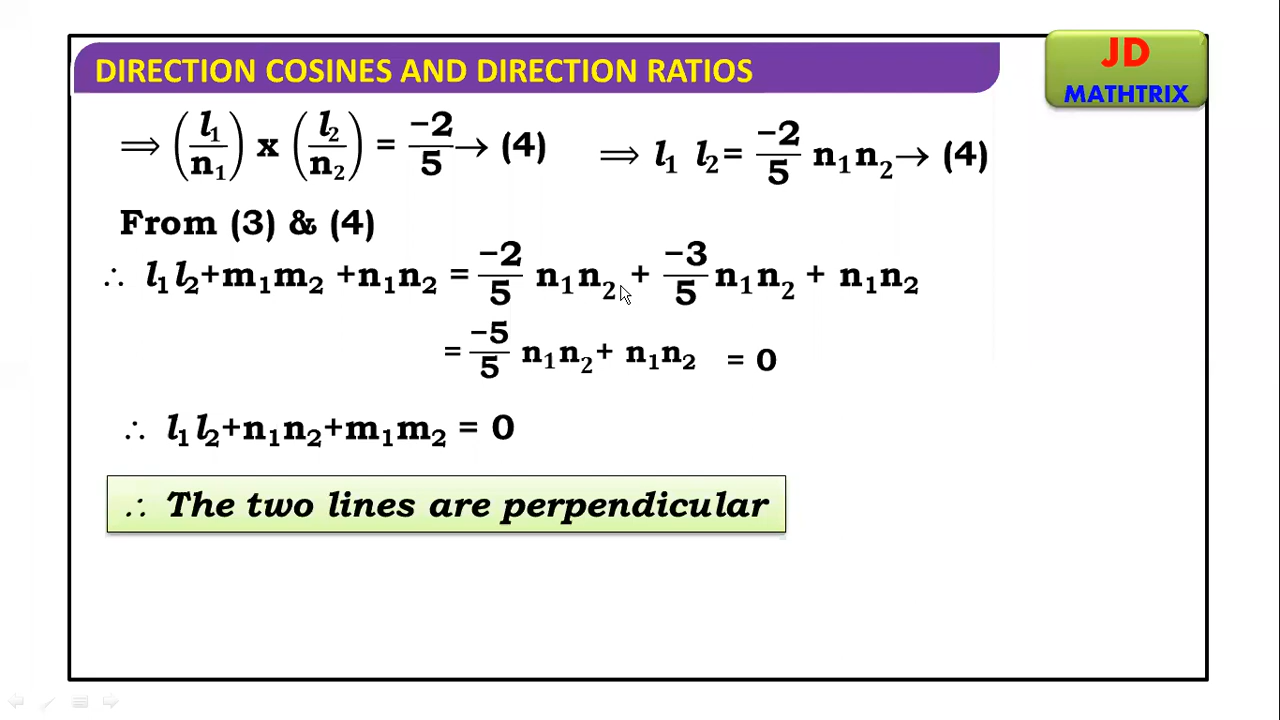 DIRECTION COSINES AND DIRECTION RATIOS
JD
MATHTRIX
⟹ (l₁/n₁) x (l₂/n₂) = −2/5 → (4) ⟹ l₁ l₂= −2/5 n₁n₂ → (4)
From (3) & (4)
∴ l₁l₂+m₁m₂ +n₁n₂ = −2/5 n₁n₂ + −3/5 n₁n₂ + n₁n₂
= −5/5 n₁n₂+ n₁n₂ = 0
∴ l₁l₂+n₁n₂+m₁m₂ = 0
∴ The two lines are perpendicular